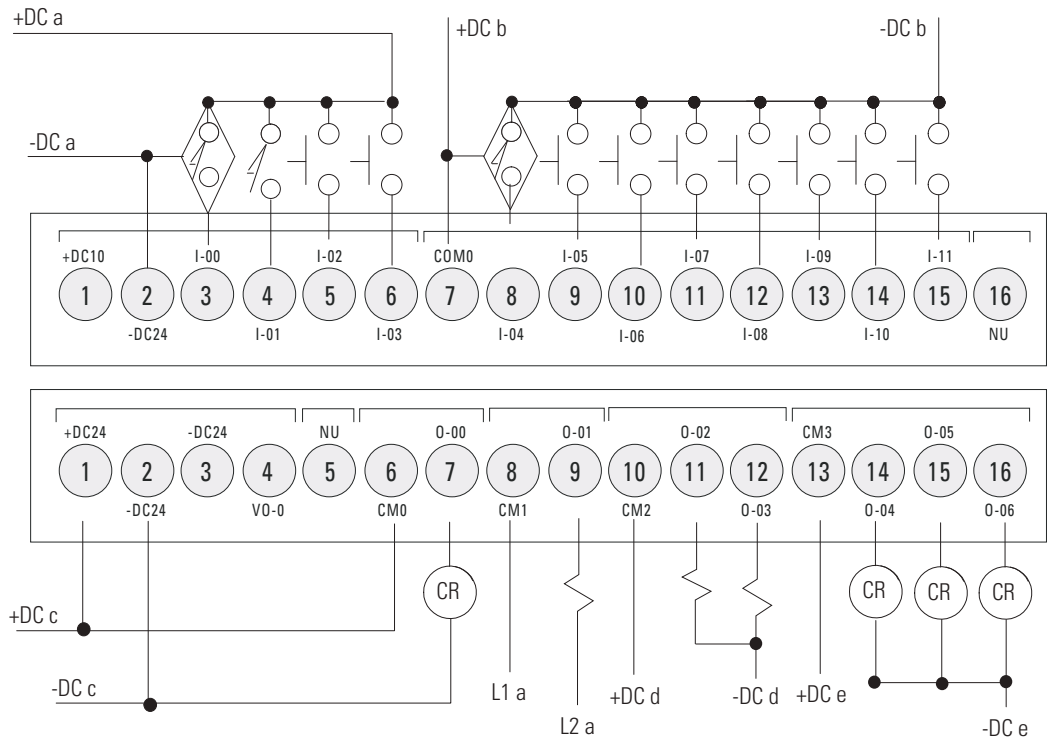 +DC a
+DC b
-DC b
-DC a
+DC10 I-00 I-02 COM0 I-05 I-07 I-09 I-11
1 2 3 4 5 6 7 8 9 10 11 12 13 14 15 16
-DC24 I-01 I-03 I-04 I-06 I-08 I-10 NU
+DC24 -DC24 NU O-00 O-01 O-02 CM3 O-05
1 2 3 4 5 6 7 8 9 10 11 12 13 14 15 16
-DC24 VO-0 CM0 CM1 CM2 O-03 O-04 O-06
CR CR CR CR
+DC c
-DC c
L1 a
L2 a
+DC d
-DC d
+DC e
-DC e